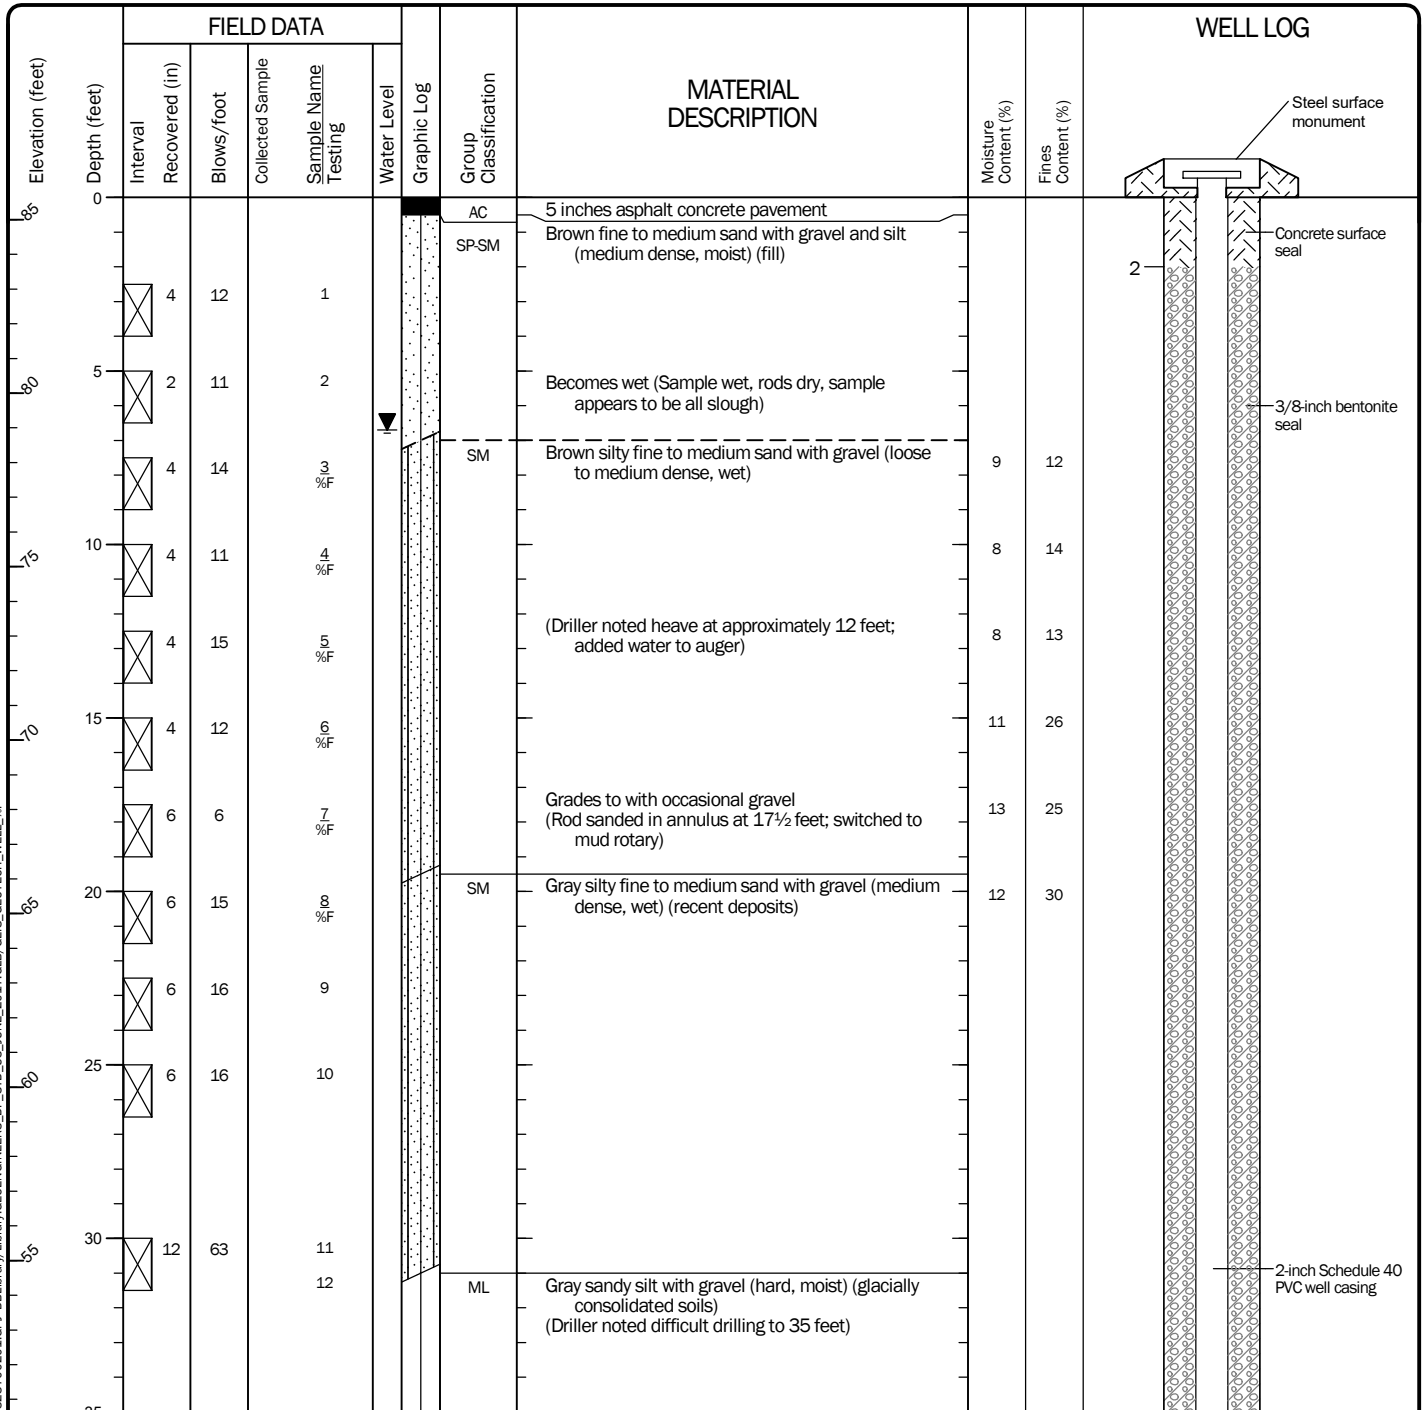 FIELD DATA
WELL LOG
Elevation (feet)
Depth (feet)
Interval
Recovered (in)
Blows/foot
Collected Sample
Sample Name
Testing
Water Level
Graphic Log
Group
Classification
MATERIAL
DESCRIPTION
Moisture
Content (%)
Fines
Content (%)
Steel surface
monument
0
85
AC
5 inches asphalt concrete pavement
SP-SM
Brown fine to medium sand with gravel and silt
(medium dense, moist) (fill)
Concrete surface
seal
2
4 12 1
5
80
2 11 2
Becomes wet (Sample wet, rods dry, sample
appears to be all slough)
3/8-inch bentonite
seal
SM
Brown silty fine to medium sand with gravel (loose
to medium dense, wet)
4 14 3
%F
9 12
10
75
4 11 4
%F
8 14
(Driller noted heave at approximately 12 feet;
added water to auger)
4 15 5
%F
8 13
15
70
4 12 6
%F
11 26
Grades to with occasional gravel
(Rod sanded in annulus at 17½ feet; switched to
mud rotary)
6 6 7
%F
13 25
20
65
SM
Gray silty fine to medium sand with gravel (medium
dense, wet) (recent deposits)
6 15 8
%F
12 30
6 16 9
25
60
6 16 10
30
55
12 63 11
12
ML
Gray sandy silt with gravel (hard, moist) (glacially
consolidated soils)
(Driller noted difficult drilling to 35 feet)
2-inch Schedule 40
PVC well casing